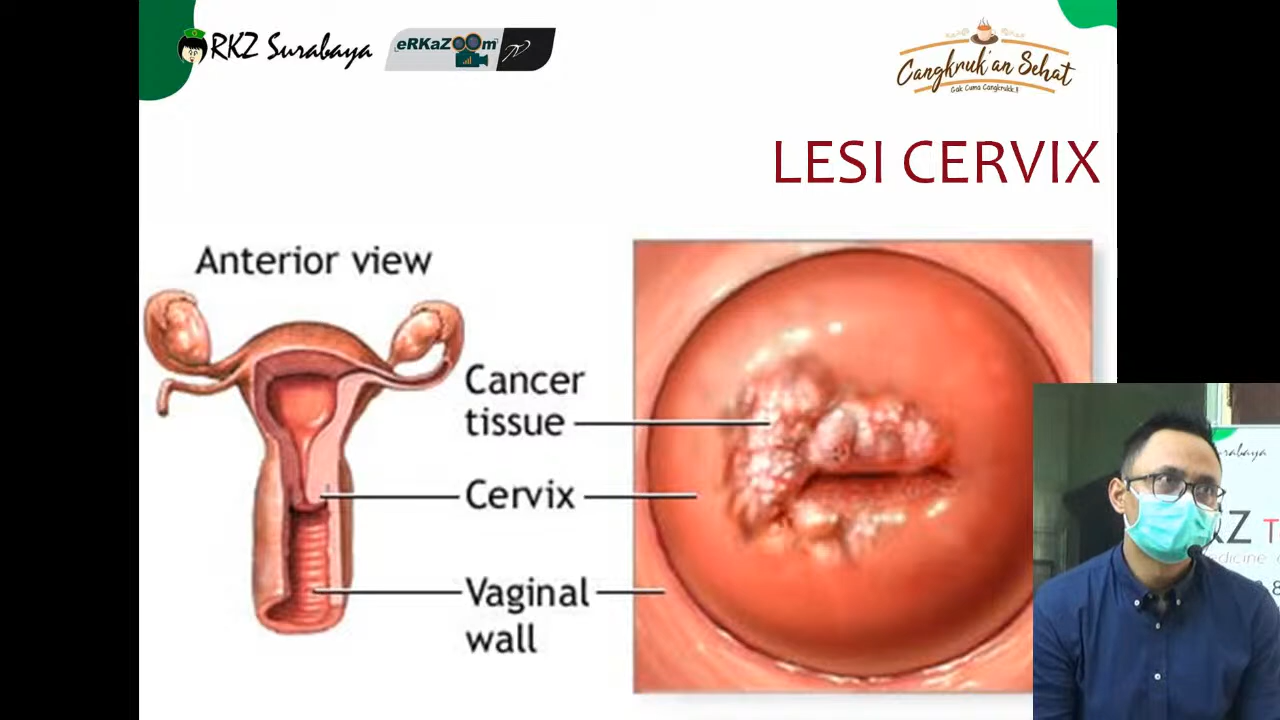 RKZ Surabaya
eRKaZOOm
Cangkruk'an Sehat
Gak Cuma Cangkrukk..!!
LESI CERVIX
Anterior view
Cancer
tissue
Cervix
Vaginal
wall